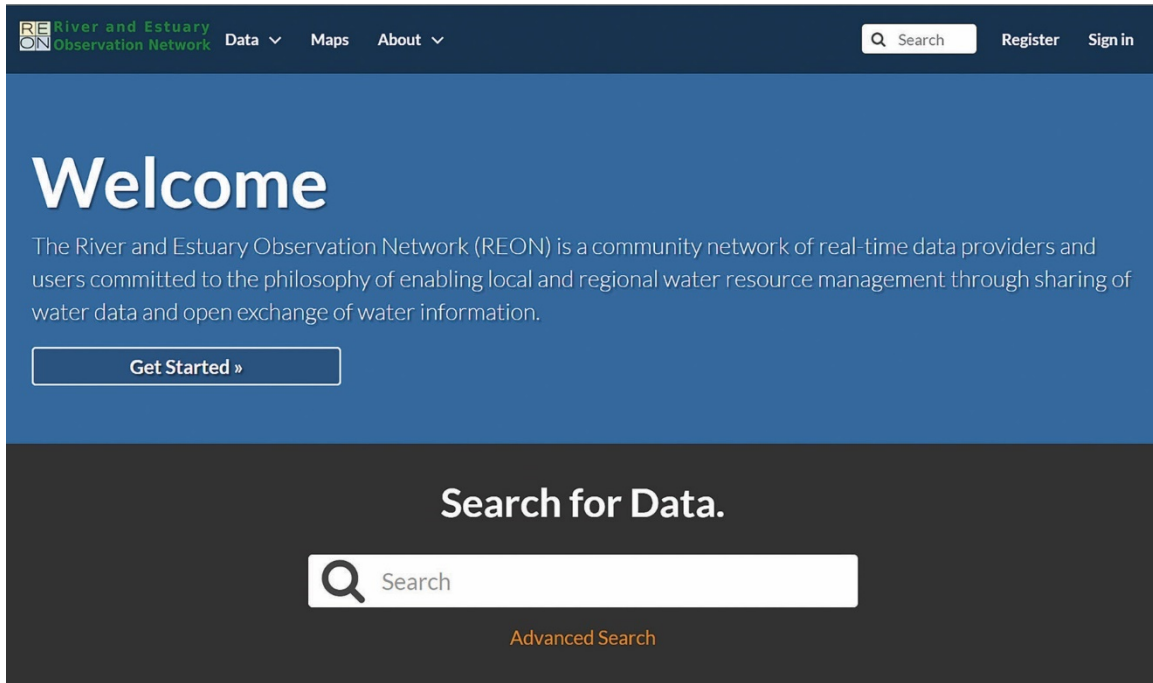 RE River and Estuary
ON Observation Network
Data Maps About Search Register Sign in
Welcome
The River and Estuary Observation Network (REON) is a community network of real-time data providers and
users committed to the philosophy of enabling local and regional water resource management through sharing of
water data and open exchange of water information.
Get Started »
Search for Data.
Search
Advanced Search